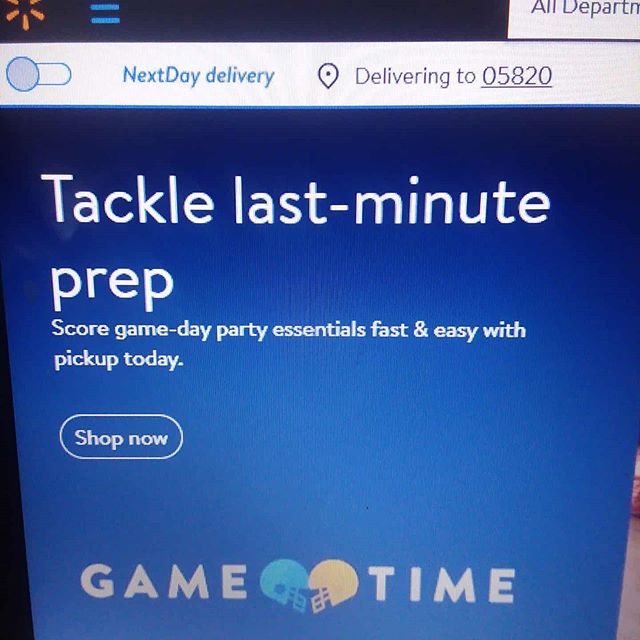 All Departm
NextDay delivery
Delivering to 05820
Tackle last-minute
prep
Score game-day party essentials fast & easy with
pickup today.
Shop now
GAME TIME